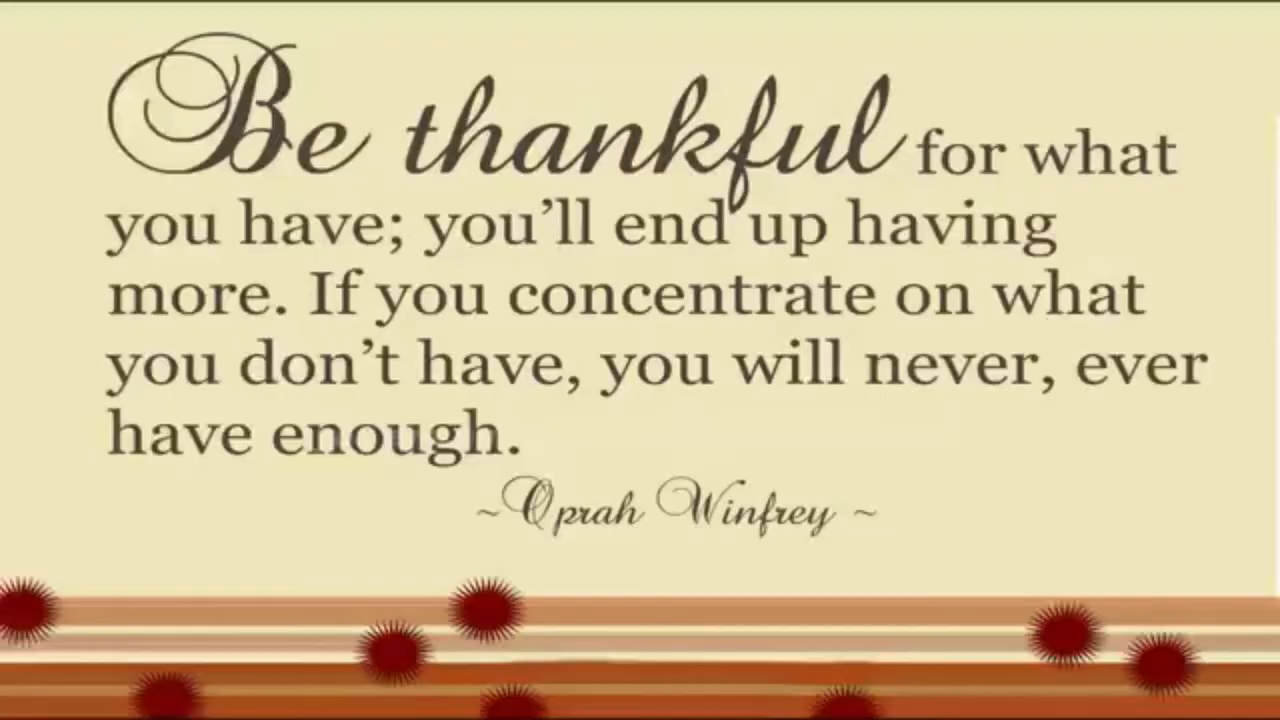 Be thankful for what
you have; you’ll end up having
more. If you concentrate on what
you don’t have, you will never, ever
have enough.
~Oprah Winfrey ~